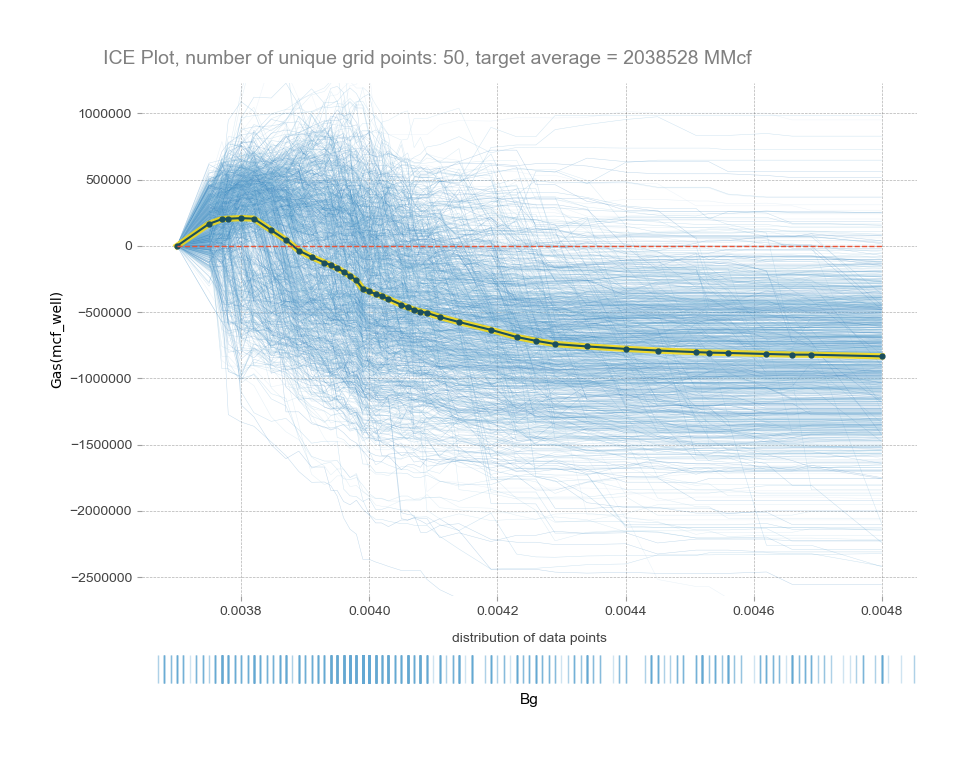 ICE Plot, number of unique grid points: 50, target average = 2038528 MMcf
1000000
500000
0
−500000
−1000000
−1500000
−2000000
−2500000
Gas(mcf_well)
0.0038 0.0040 0.0042 0.0044 0.0046 0.0048
distribution of data points
Bg